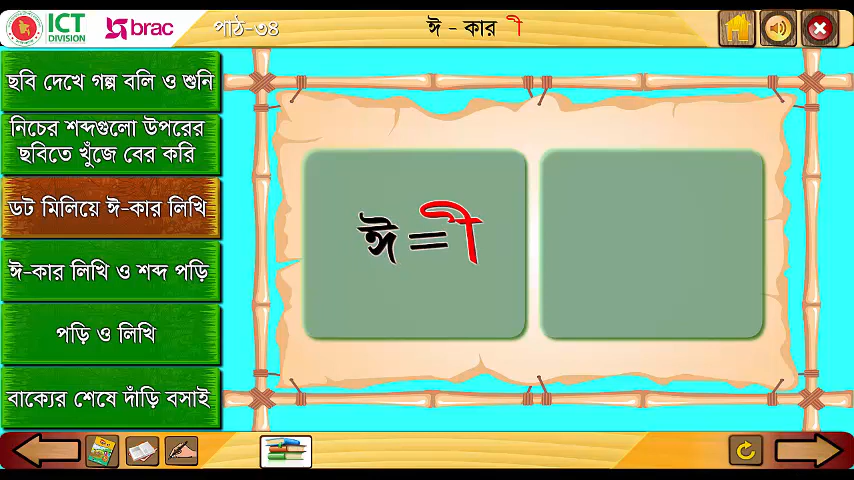 ICT
DIVISION
brac
পাঠ-৩৪
ঈ - কার ী
ছবি দেখে গল্প বলি ও শুনি
নিচের শব্দগুলো উপরের
ছবিতে খুঁজে বের করি
ডট মিলিয়ে ঈ-কার লিখি
ঈ-কার লিখি ও শব্দ পড়ি
পড়ি ও লিখি
বাক্যের শেষে দাঁড়ি বসাই
ঈ = ী